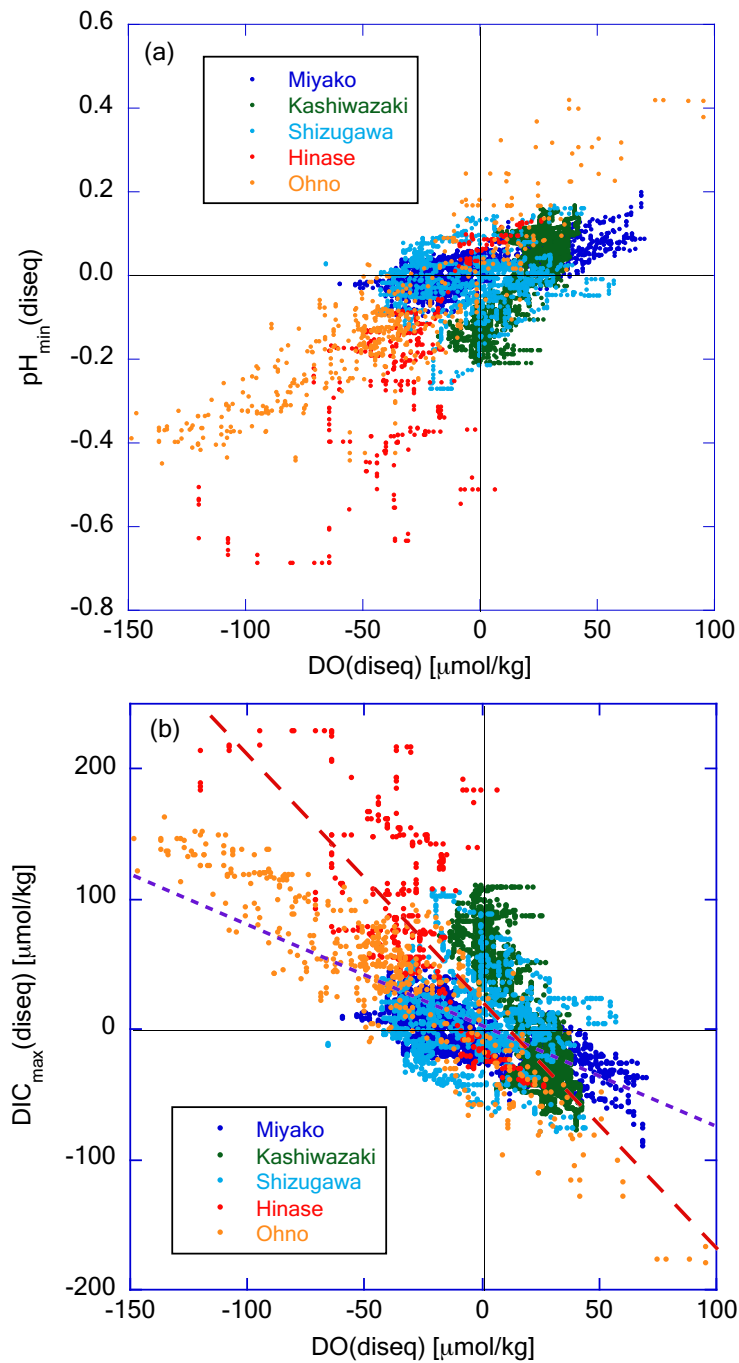 (a)
Miyako
Kashiwazaki
Shizugawa
Hinase
Ohno
0.6
0.4
0.2
0.0
-0.2
-0.4
-0.6
-0.8
pHmin(diseq)
-150 -100 -50 0 50 100
DO(diseq) [μmol/kg]
(b)
200
100
0
-100
-200
DICmax(diseq) [μmol/kg]
Miyako
Kashiwazaki
Shizugawa
Hinase
Ohno
-150 -100 -50 0 50 100
DO(diseq) [μmol/kg]